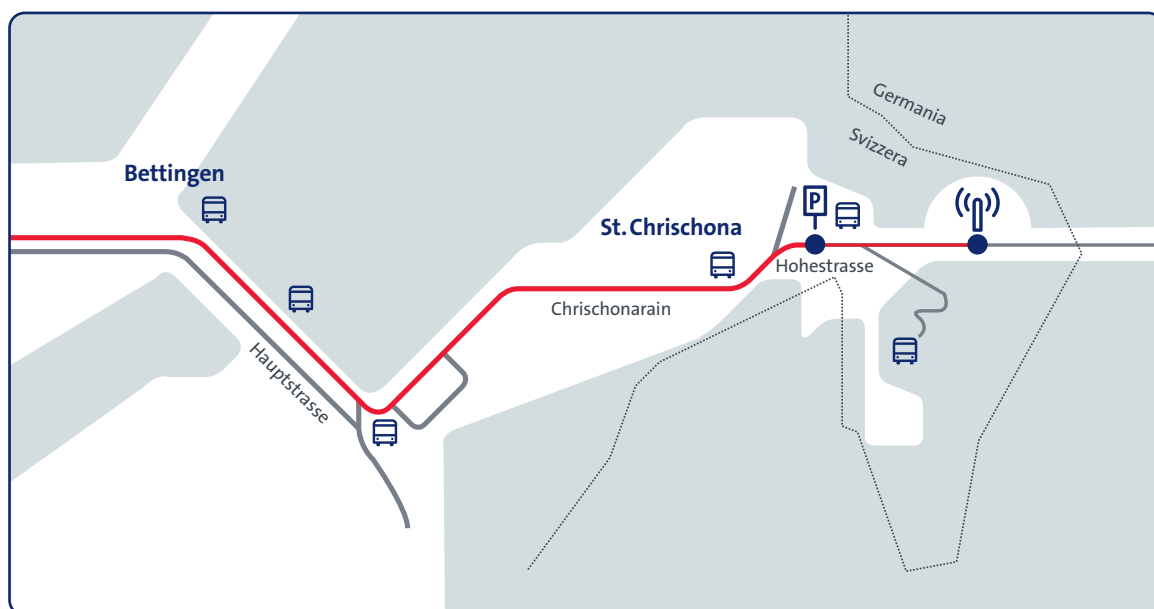 Germania
Svizzera
Bettingen
P
St. Chrischona
Hohestrasse
Chrischonarain
Hauptstrasse